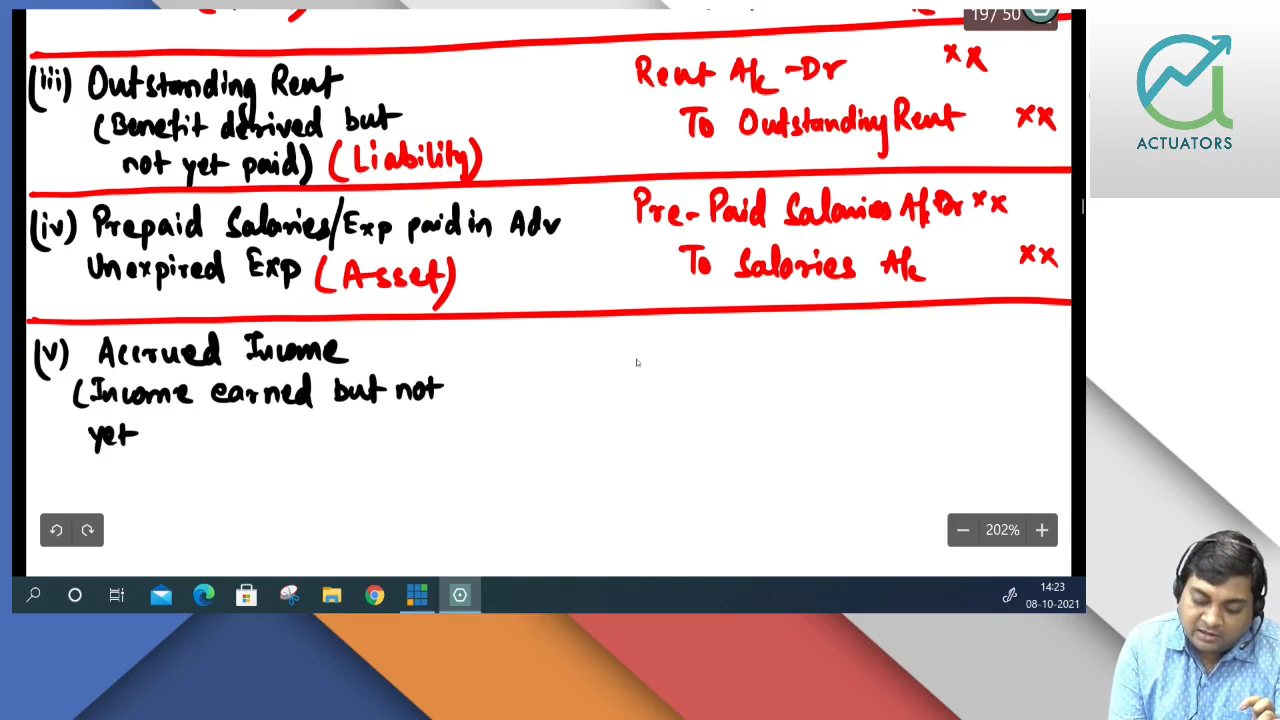 19 / 50
(iii) Outstanding Rent
(Benefit derived but
not yet paid) (Liability)
Rent A/c -Dr xx
To Outstanding Rent xx
(iv) Prepaid Salaries/Exp paid in Adv
Unexpired Exp (Asset)
Pre-Paid Salaries A/c Dr xx
To Salaries A/c xx
(v) Accrued Income
(Income earned but not
yet
202%
14:23
08-10-2021
ACTUATORS